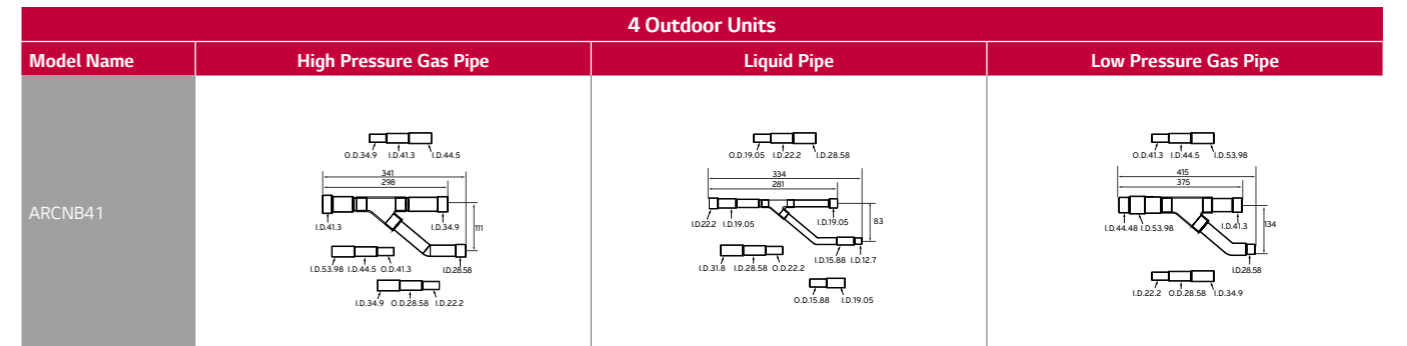 4 Outdoor Units
Model Name High Pressure Gas Pipe Liquid Pipe Low Pressure Gas Pipe
ARCNB41
O.D.34.9 I.D.41.3 I.D.44.5
341
298
I.D.41.3 I.D.34.9
111
I.D.53.98 I.D.44.5 O.D.41.3
I.D.28.58
I.D.34.9 O.D.28.58 I.D.22.2
O.D.19.05 I.D.22.2 I.D.28.58
334
281
I.D.22.2 I.D.19.05 I.D.19.05
83
I.D.15.88 I.D.12.7
I.D.31.8 I.D.28.58 O.D.22.2
O.D.15.88 I.D.19.05
O.D.41.3 I.D.44.5 I.D.53.98
415
375
I.D.44.48 I.D.53.98 I.D.41.3
134
I.D.28.58
I.D.22.2 O.D.28.58 I.D.34.9